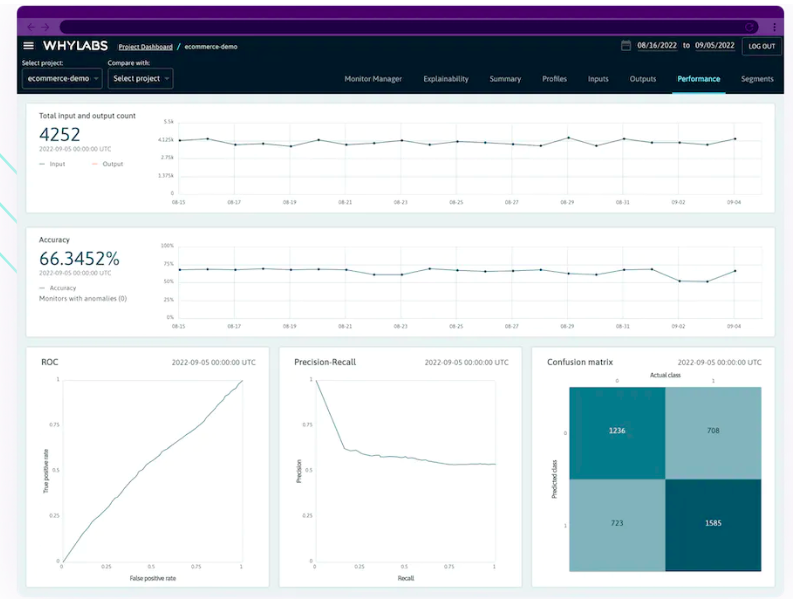 WHYLABS Project Dashboard / ecommerce-demo 08/16/2022 to 09/05/2022 LOG OUT
Select project: Compare with:
ecommerce-demo Select project
Monitor Manager Explainability Summary Profiles Inputs Outputs Performance Segments
Total input and output count
4252
2022-09-05 00:00:00 UTC
Input Output
5.5k
4.125k
2.75k
1.375k
0
08-15 08-17 08-19 08-21 08-23 08-25 08-27 08-29 08-31 09-02 09-04
Accuracy
66.3452%
2022-09-05 00:00:00 UTC
Accuracy
Monitors with anomalies (0)
100%
75%
50%
25%
0%
08-15 08-17 08-19 08-21 08-23 08-25 08-27 08-29 08-31 09-02 09-04
ROC 2022-09-05 00:00:00 UTC
True positive rate
1
0.75
0.5
0.25
0
0 0.25 0.5 0.75 1
False positive rate
Precision-Recall 2022-09-05 00:00:00 UTC
Precision
1
0.75
0.5
0.25
0
0 0.25 0.5 0.75 1
Recall
Confusion matrix 2022-09-05 00:00:00 UTC
Actual class
0 1
Predicted class
0 1236 708
1 723 1585